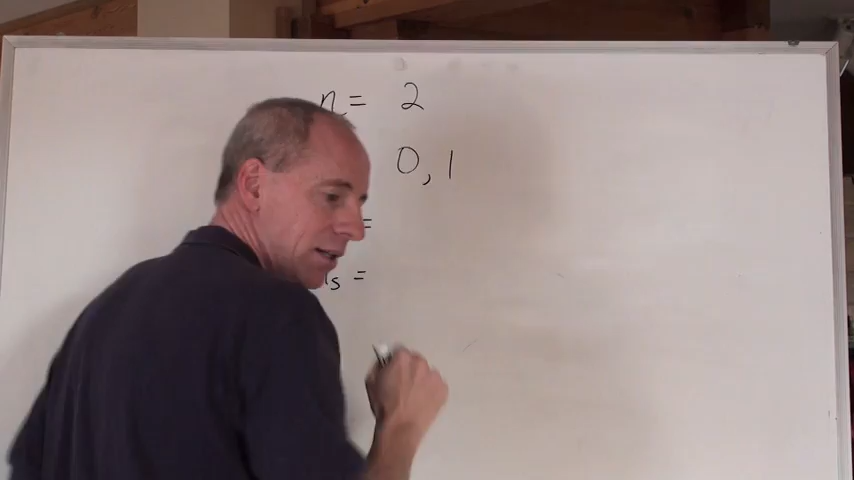 n = 2
0, 1
=
s =